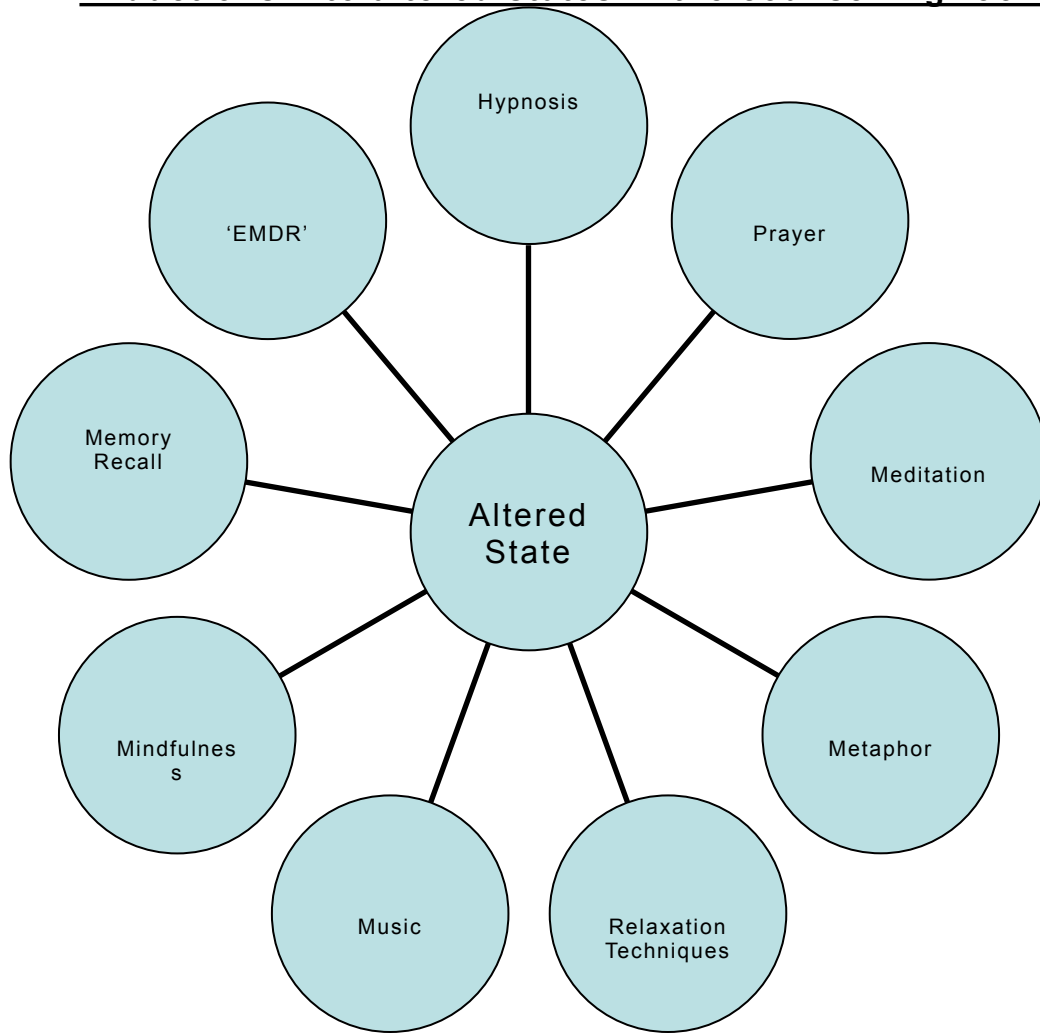 Hypnosis
'EMDR'
Prayer
Memory
Recall
Meditation
Altered
State
Mindfulnes
s
Metaphor
Music
Relaxation
Techniques